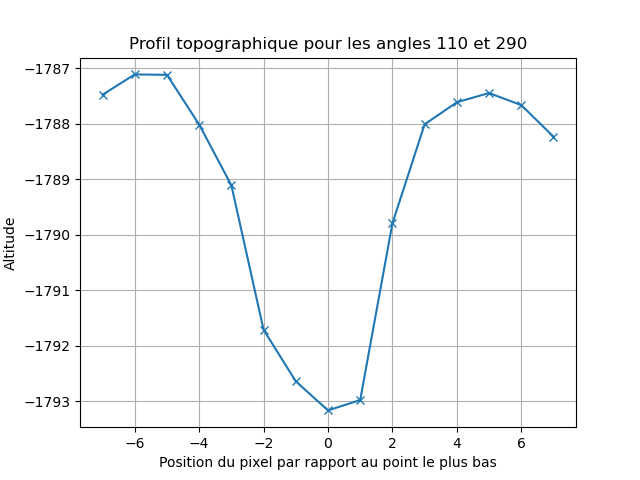 Profil topographique pour les angles 110 et 290
−1787
−1788
−1789
−1790
−1791
−1792
−1793
Altitude
−6 −4 −2 0 2 4 6
Position du pixel par rapport au point le plus bas